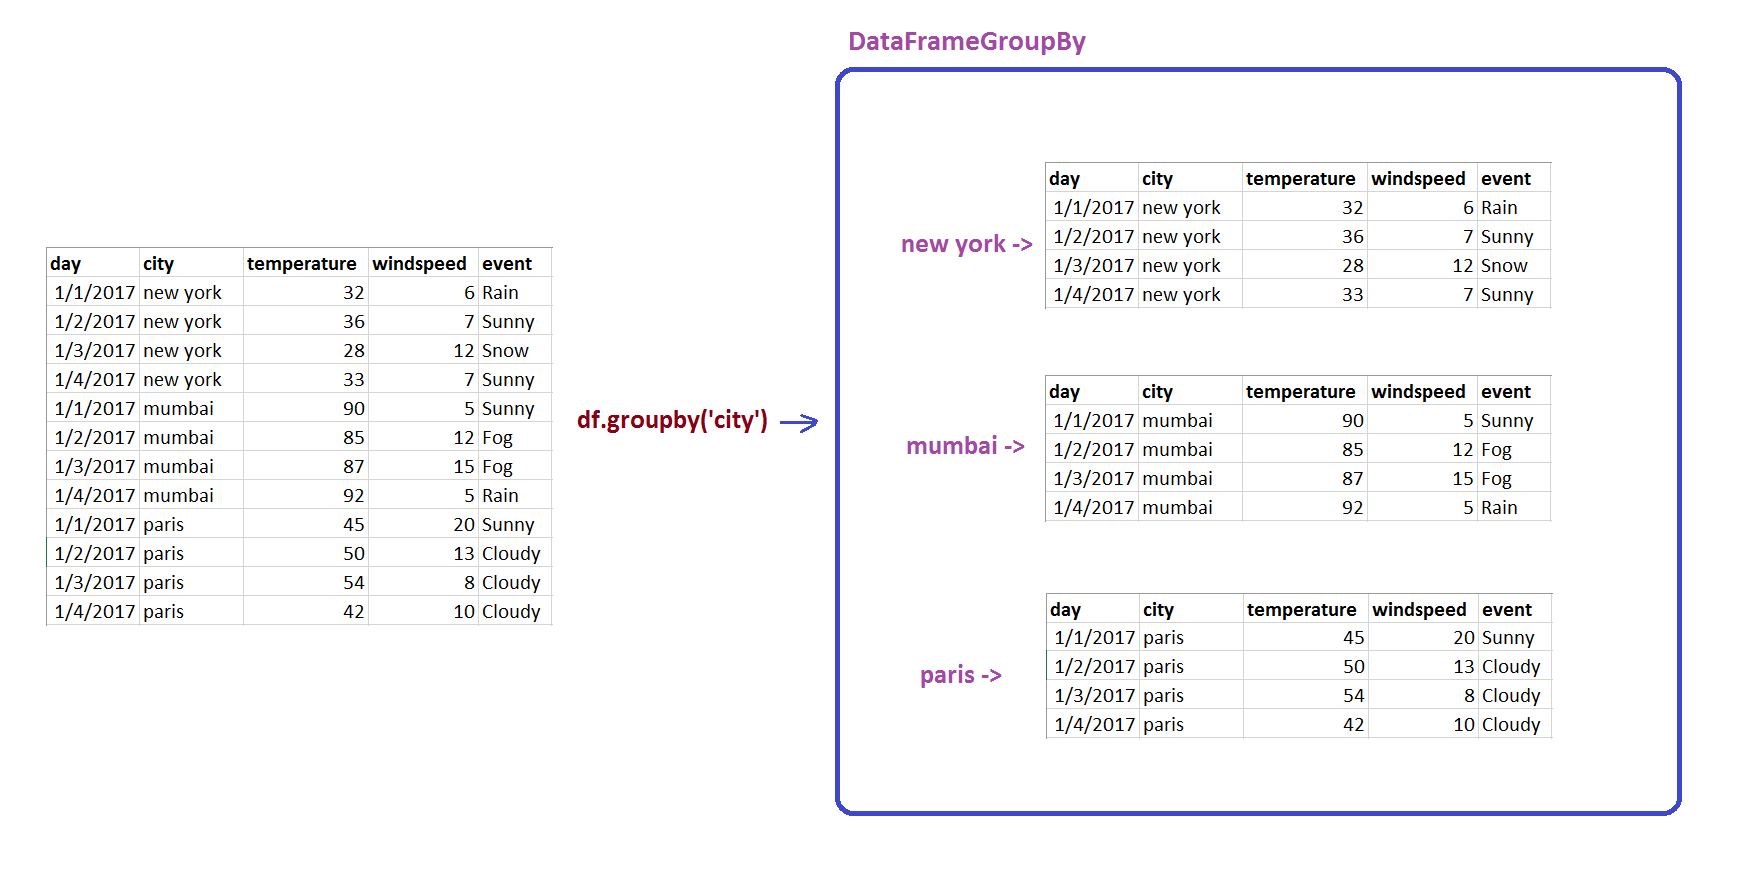 DataFrameGroupBy
day city temperature windspeed event
1/1/2017 new york 32 6 Rain
1/2/2017 new york 36 7 Sunny
1/3/2017 new york 28 12 Snow
1/4/2017 new york 33 7 Sunny
1/1/2017 mumbai 90 5 Sunny
1/2/2017 mumbai 85 12 Fog
1/3/2017 mumbai 87 15 Fog
1/4/2017 mumbai 92 5 Rain
1/1/2017 paris 45 20 Sunny
1/2/2017 paris 50 13 Cloudy
1/3/2017 paris 54 8 Cloudy
1/4/2017 paris 42 10 Cloudy
df.groupby('city')
new york ->
day city temperature windspeed event
1/1/2017 new york 32 6 Rain
1/2/2017 new york 36 7 Sunny
1/3/2017 new york 28 12 Snow
1/4/2017 new york 33 7 Sunny
mumbai ->
day city temperature windspeed event
1/1/2017 mumbai 90 5 Sunny
1/2/2017 mumbai 85 12 Fog
1/3/2017 mumbai 87 15 Fog
1/4/2017 mumbai 92 5 Rain
paris ->
day city temperature windspeed event
1/1/2017 paris 45 20 Sunny
1/2/2017 paris 50 13 Cloudy
1/3/2017 paris 54 8 Cloudy
1/4/2017 paris 42 10 Cloudy